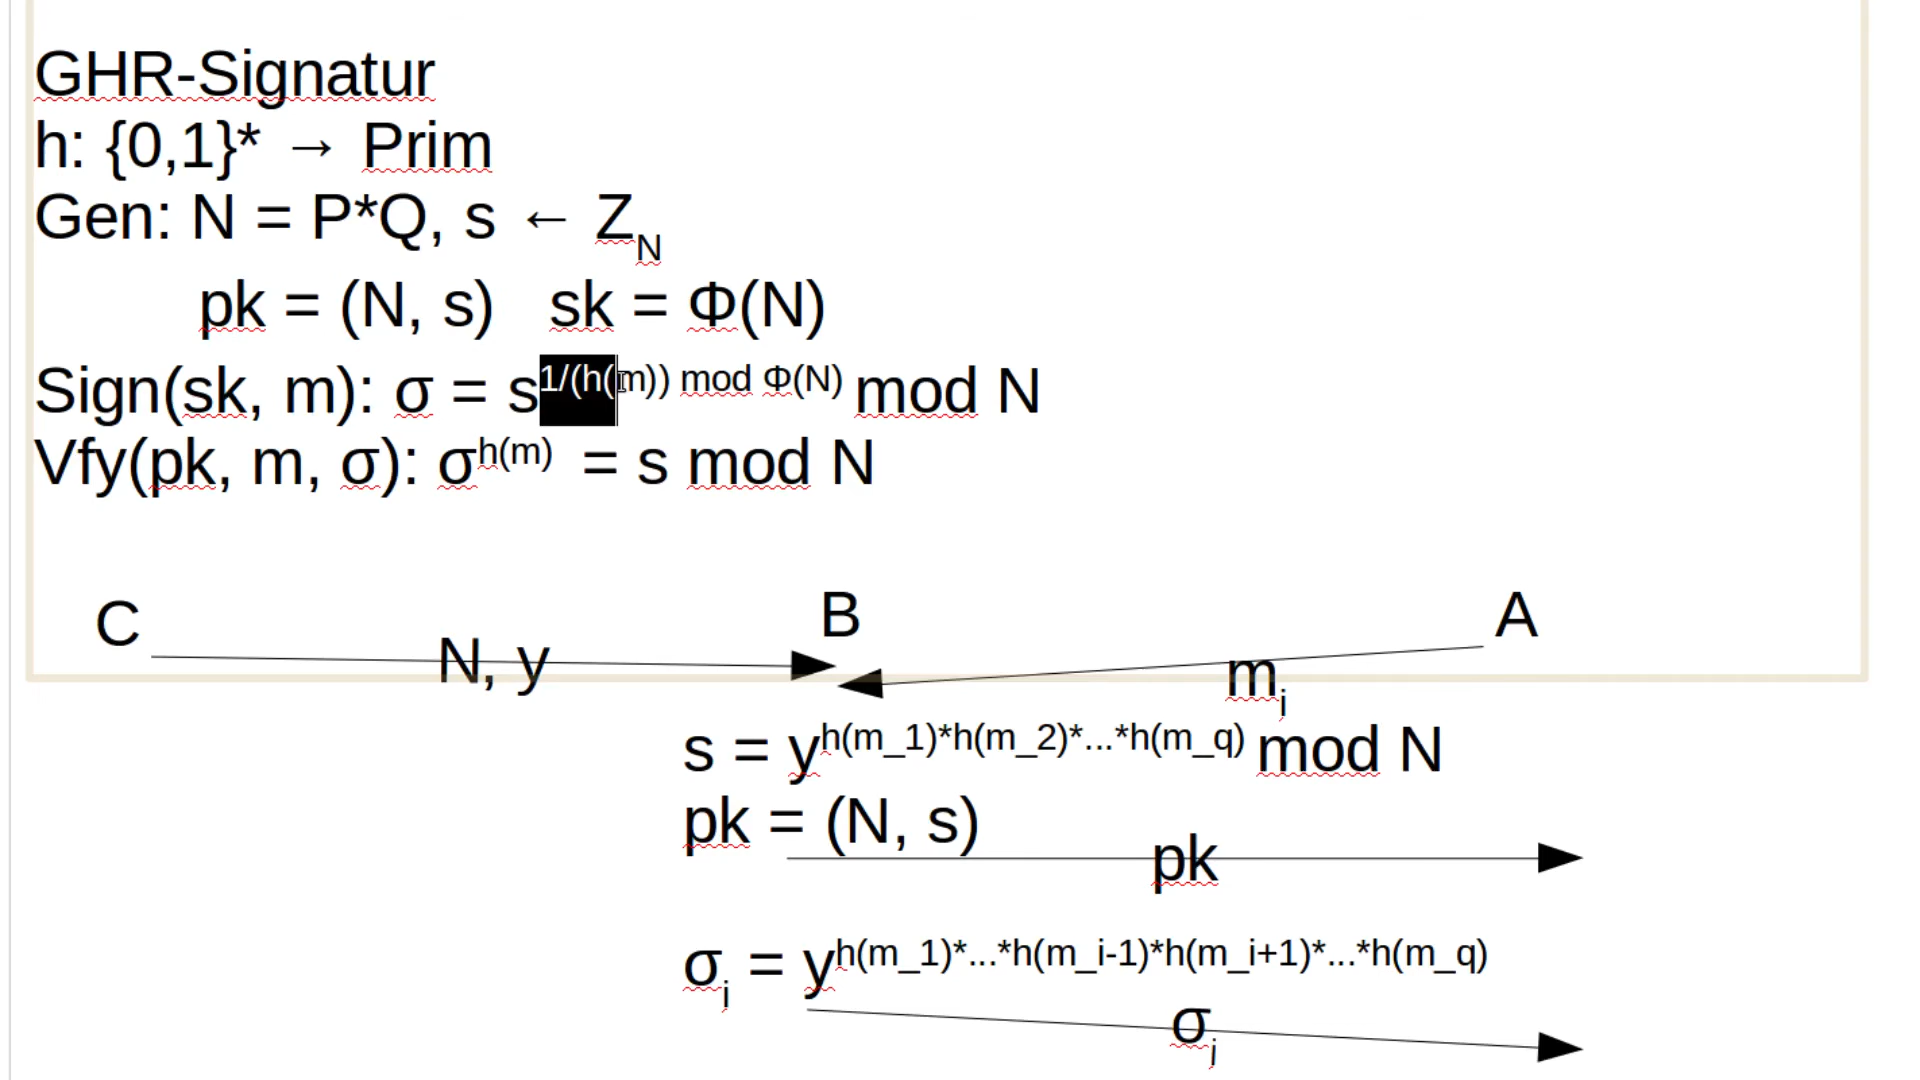 GHR-Signatur
h: {0,1}* → Prim
Gen: N = P*Q, s ← Z_N
pk = (N, s) sk = Φ(N)
Sign(sk, m): σ = s^1/(h(m)) mod Φ(N) mod N
Vfy(pk, m, σ): σ^h(m) = s mod N
C B A
N, y
m_i
s = y^h(m_1)*h(m_2)*...*h(m_q) mod N
pk = (N, s)
pk
σ_i = y^h(m_1)*...*h(m_i-1)*h(m_i+1)*...*h(m_q)
σ_i